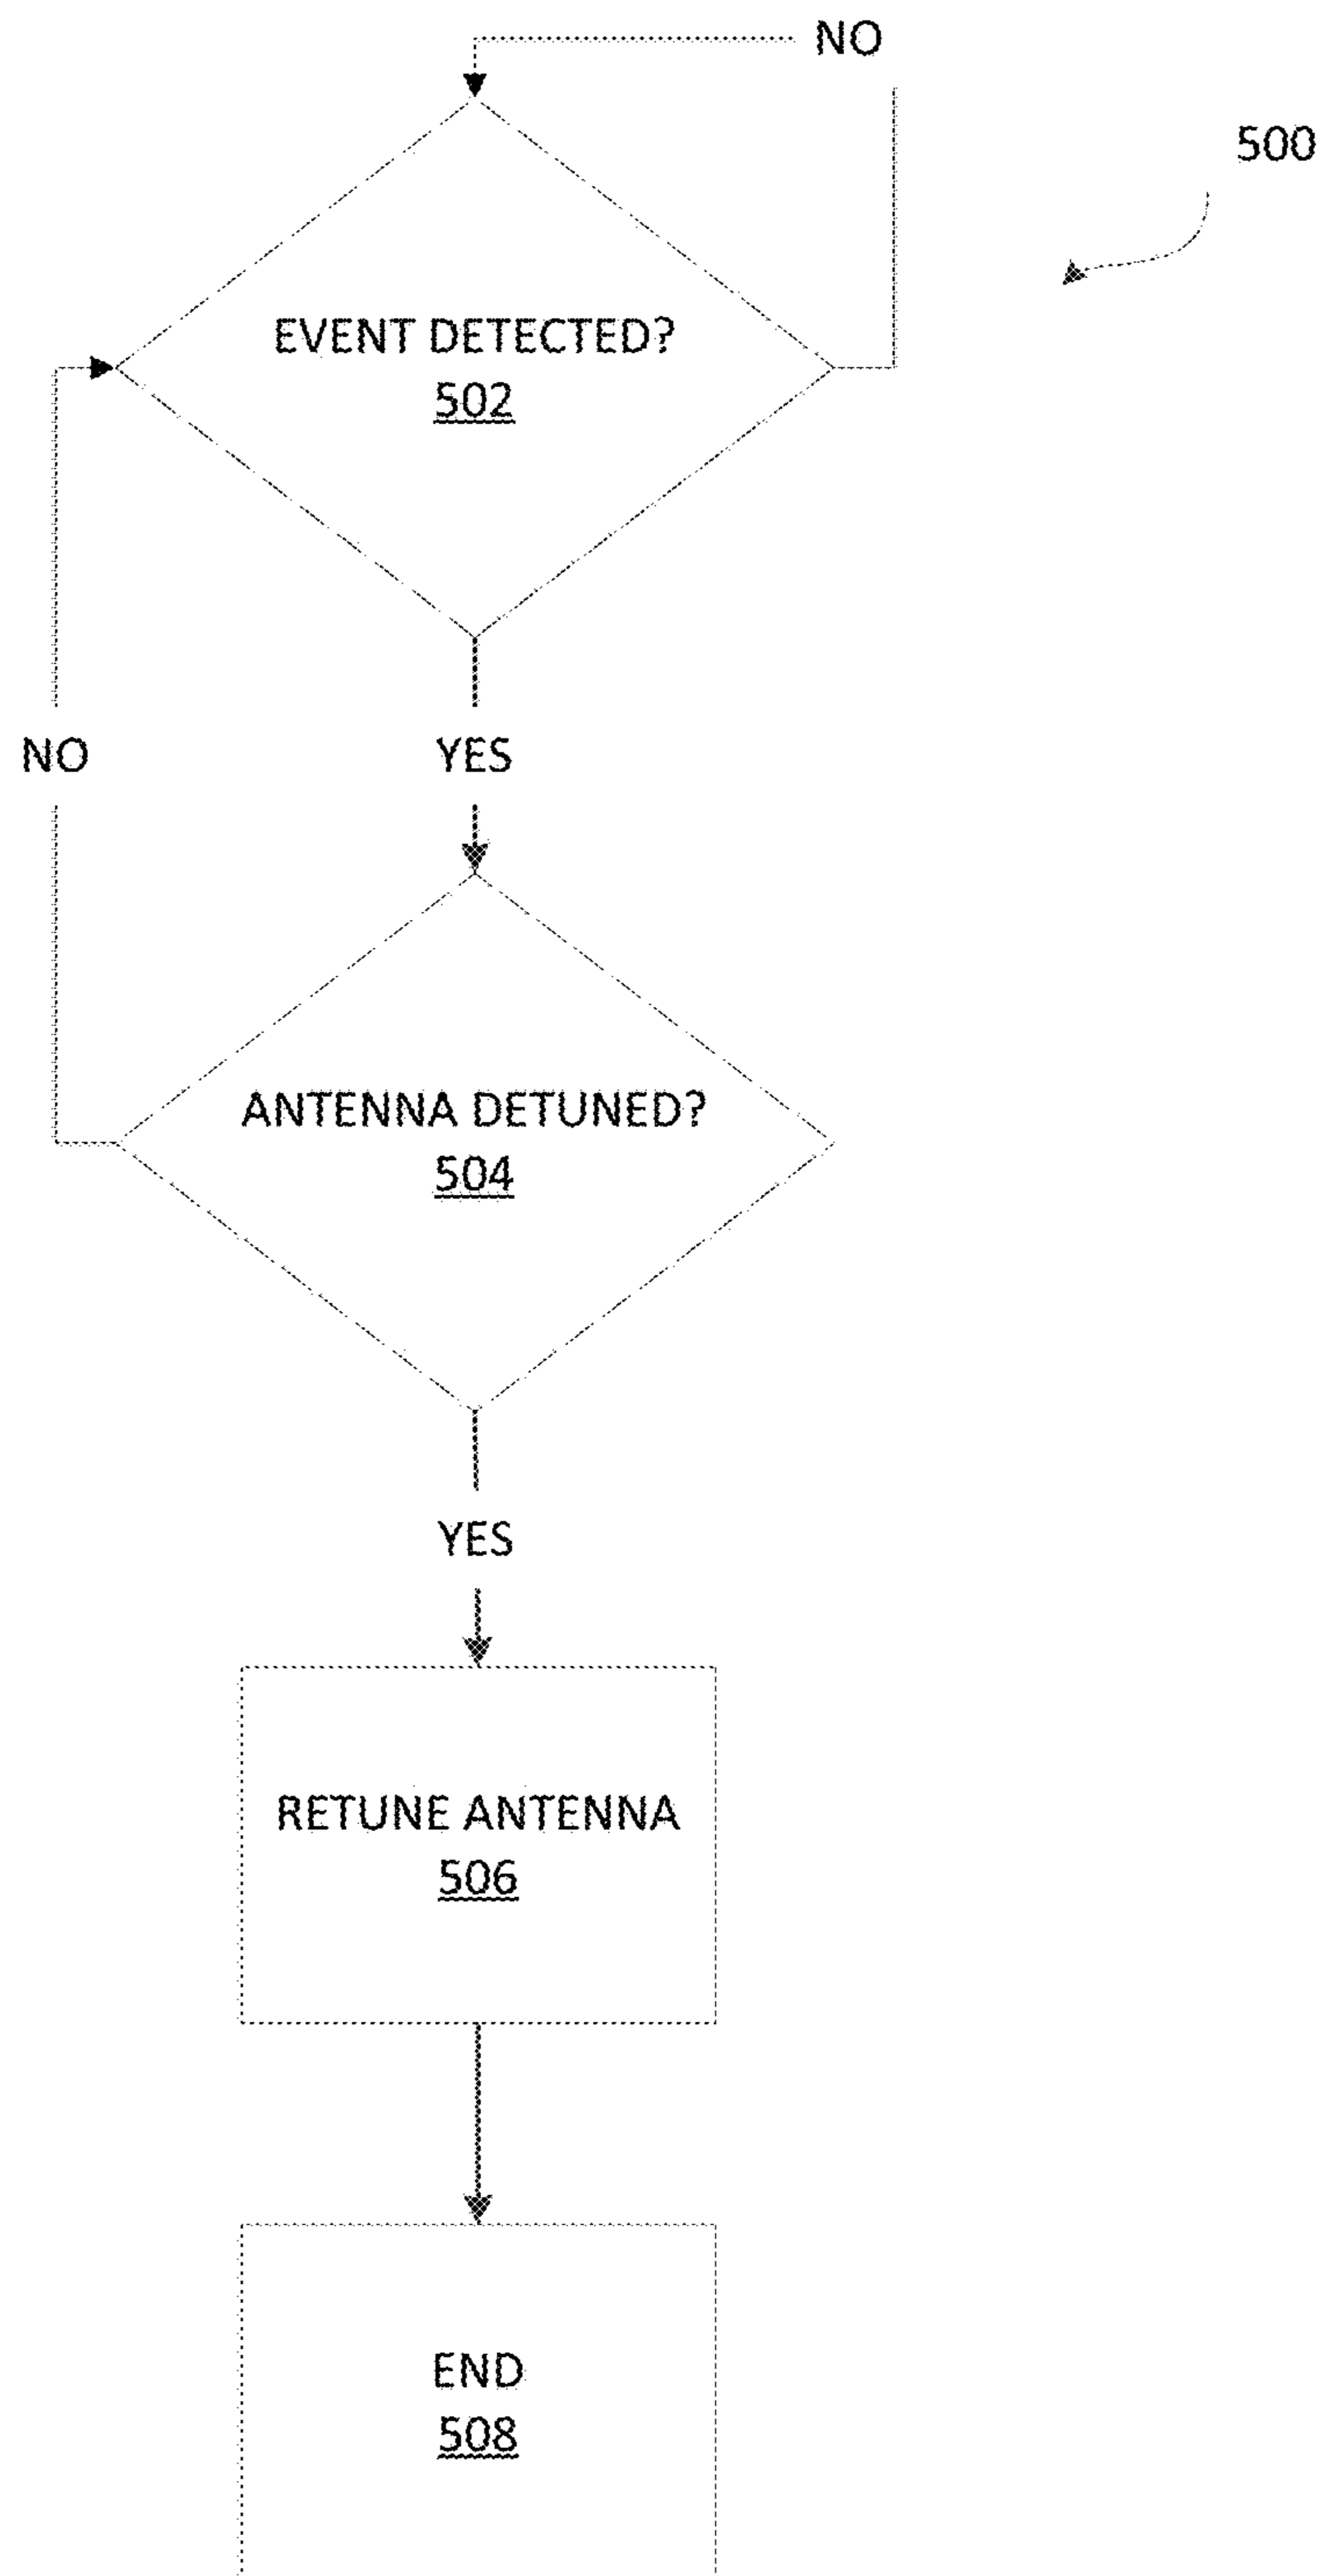 NO
500
EVENT DETECTED?
502
NO
YES
ANTENNA DETUNED?
504
YES
RETUNE ANTENNA
506
END
508